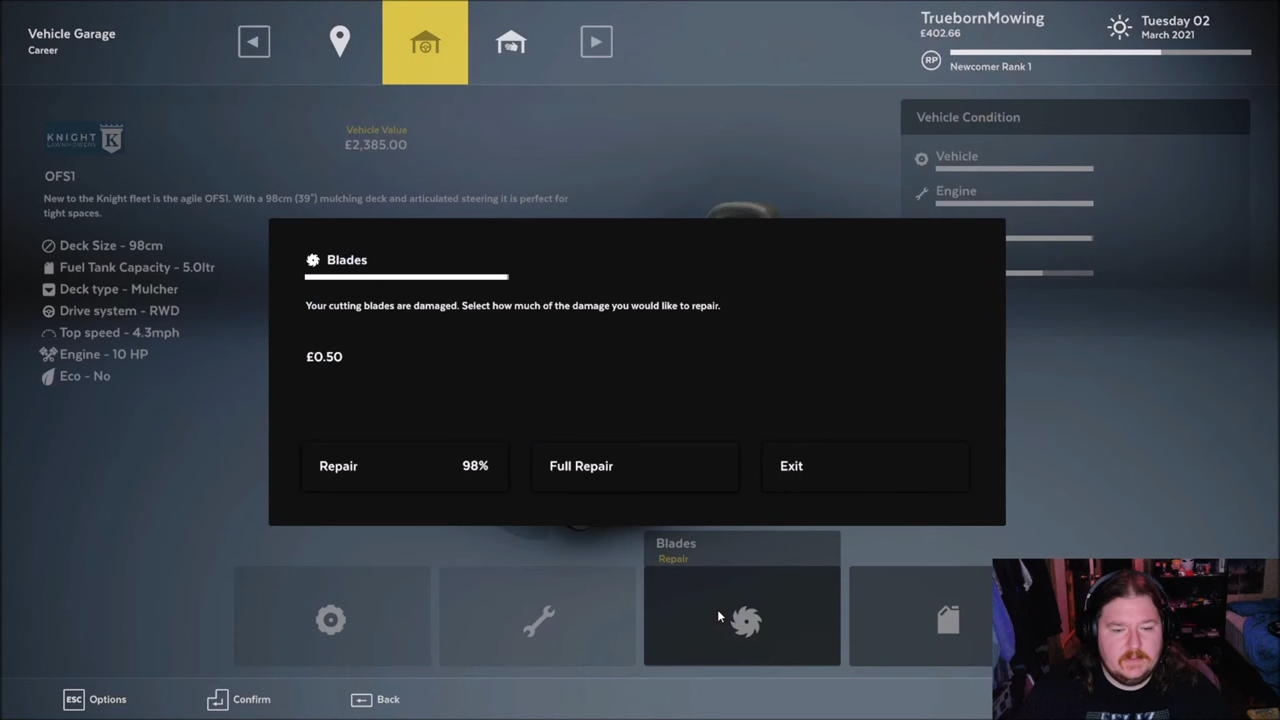 Vehicle Garage
Career
TruebornMowing
£402.66
RP
Newcomer Rank 1
Tuesday 02
March 2021
KNIGHT K
LAWNMOWERS
Vehicle Value
£2,385.00
OFS1
New to the Knight fleet is the agile OFS1. With a 98cm (39") mulching deck and articulated steering it is perfect for
tight spaces.
Deck Size - 98cm
Fuel Tank Capacity - 5.0ltr
Deck type - Mulcher
Drive system - RWD
Top speed - 4.3mph
Engine - 10 HP
Eco - No
Vehicle Condition
Vehicle
Engine
Blades
Your cutting blades are damaged. Select how much of the damage you would like to repair.
£0.50
Repair 98%
Full Repair
Exit
Blades
Repair
ESC Options
Confirm
Back